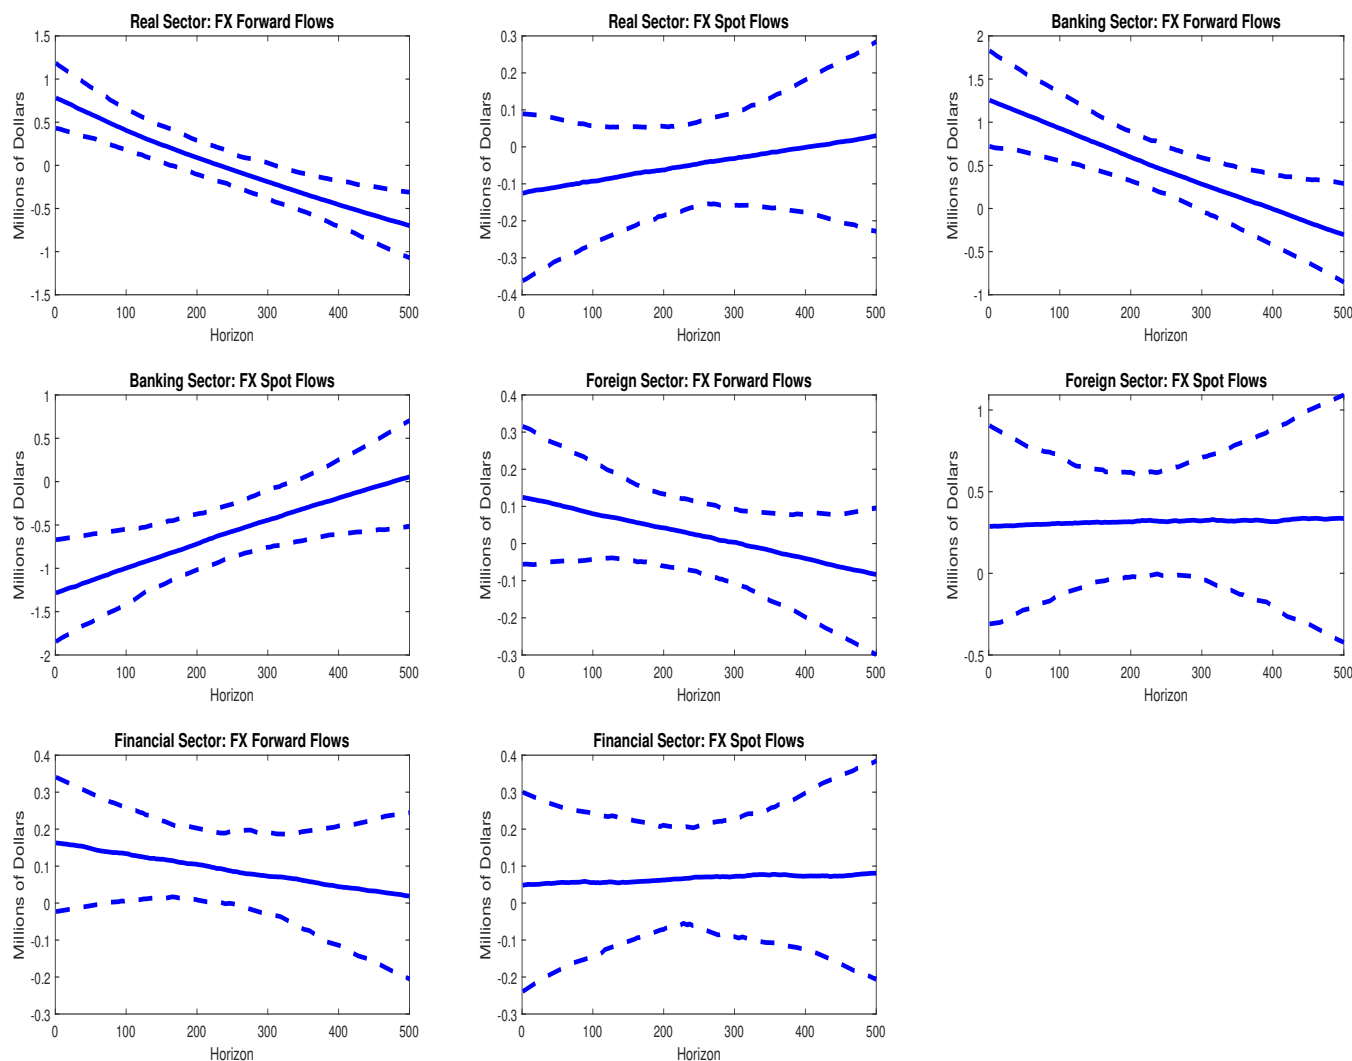 Real Sector: FX Forward Flows
Millions of Dollars
1.5
1
0.5
0
-0.5
-1
-1.5
0 100 200 300 400 500
Horizon
Real Sector: FX Spot Flows
Millions of Dollars
0.3
0.2
0.1
0
-0.1
-0.2
-0.3
-0.4
0 100 200 300 400 500
Horizon
Banking Sector: FX Forward Flows
Millions of Dollars
2
1.5
1
0.5
0
-0.5
-1
0 100 200 300 400 500
Horizon
Banking Sector: FX Spot Flows
Millions of Dollars
1
0.5
0
-0.5
-1
-1.5
-2
0 100 200 300 400 500
Horizon
Foreign Sector: FX Forward Flows
Millions of Dollars
0.4
0.3
0.2
0.1
0
-0.1
-0.2
-0.3
0 100 200 300 400 500
Horizon
Foreign Sector: FX Spot Flows
Millions of Dollars
1
0.5
0
-0.5
0 100 200 300 400 500
Horizon
Financial Sector: FX Forward Flows
Millions of Dollars
0.4
0.3
0.2
0.1
0
-0.1
-0.2
-0.3
0 100 200 300 400 500
Horizon
Financial Sector: FX Spot Flows
Millions of Dollars
0.4
0.3
0.2
0.1
0
-0.1
-0.2
-0.3
0 100 200 300 400 500
Horizon